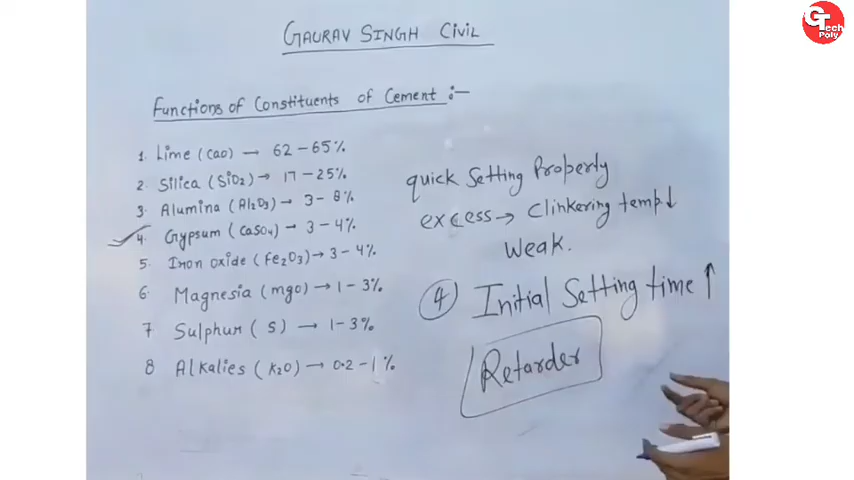 GAURAV SINGH CIVIL
GTech Poly
Functions of Constituents of Cement :-
1. Lime (CaO) → 62-65%
2. Silica (SiO2) → 17-25%
3. Alumina (Al2O3) → 3-8%
4. Gypsum (CaSO4) → 3-4%
5. Iron oxide (Fe2O3) → 3-4%
6. Magnesia (mgo) → 1-3%
7 Sulphur (S) → 1-3%
8 Alkalies (K2O) → 0.2-1%
quick Setting Property
excess → Clinkering temp↓
Weak.
4 Initial Setting time ↑
Retarder